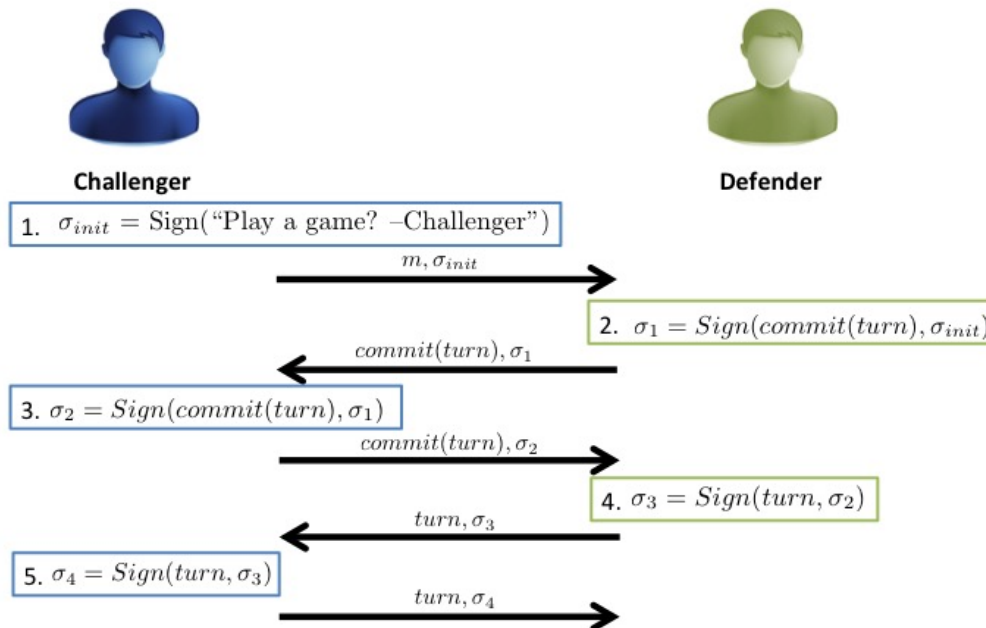 Challenger
Defender
1. σ_init = Sign(“Play a game? –Challenger”)
m, σ_init
2. σ_1 = Sign(commit(turn), σ_init)
commit(turn), σ_1
3. σ_2 = Sign(commit(turn), σ_1)
commit(turn), σ_2
4. σ_3 = Sign(turn, σ_2)
turn, σ_3
5. σ_4 = Sign(turn, σ_3)
turn, σ_4